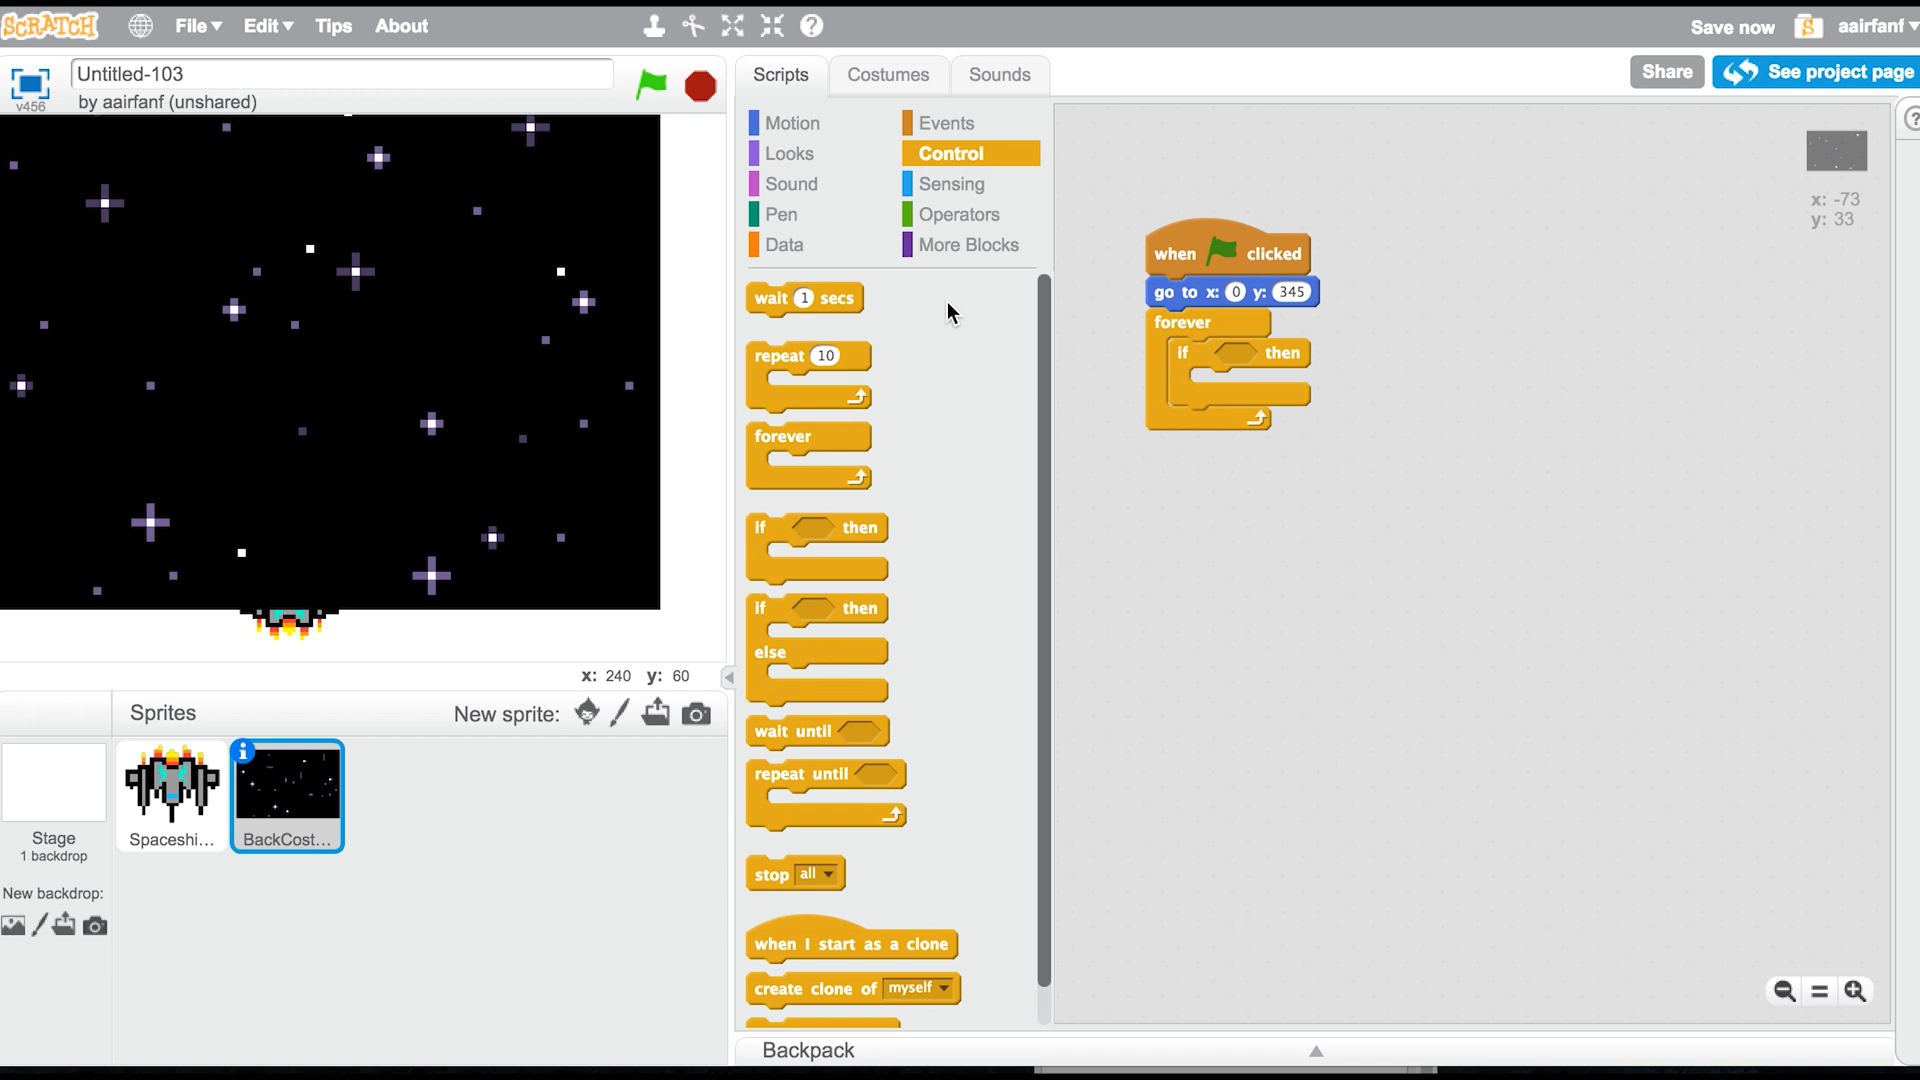 SCRATCH
File
Edit
Tips
About
Save now
S
aairfanf
v456
Untitled-103
by aairfanf (unshared)
Scripts
Costumes
Sounds
Share
See project page
Motion
Looks
Sound
Pen
Data
Events
Control
Sensing
Operators
More Blocks
wait 1 secs
repeat 10
forever
if then
if then
else
wait until
repeat until
stop all
when I start as a clone
create clone of myself
when clicked
go to x: 0 y: 345
forever
if then
x: -73
y: 33
x: 240 y: 60
Sprites
New sprite:
Stage
1 backdrop
New backdrop:
i
Spaceshi...
BackCost...
Backpack
?
?